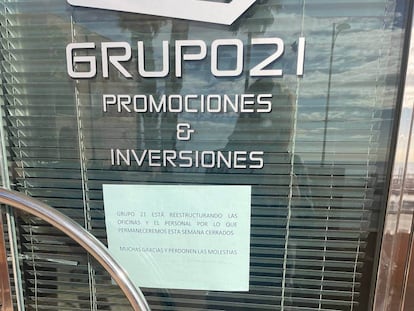 GRUPO21
PROMOCIONES
&
INVERSIONES
GRUPO 21 ESTÁ REESTRUCTURANDO LAS
OFICINAS Y EL PERSONAL POR LO QUE
PERMANECEREMOS ESTA SEMANA CERRADOS
MUCHAS GRACIAS Y PERDONEN LAS MOLESTIAS